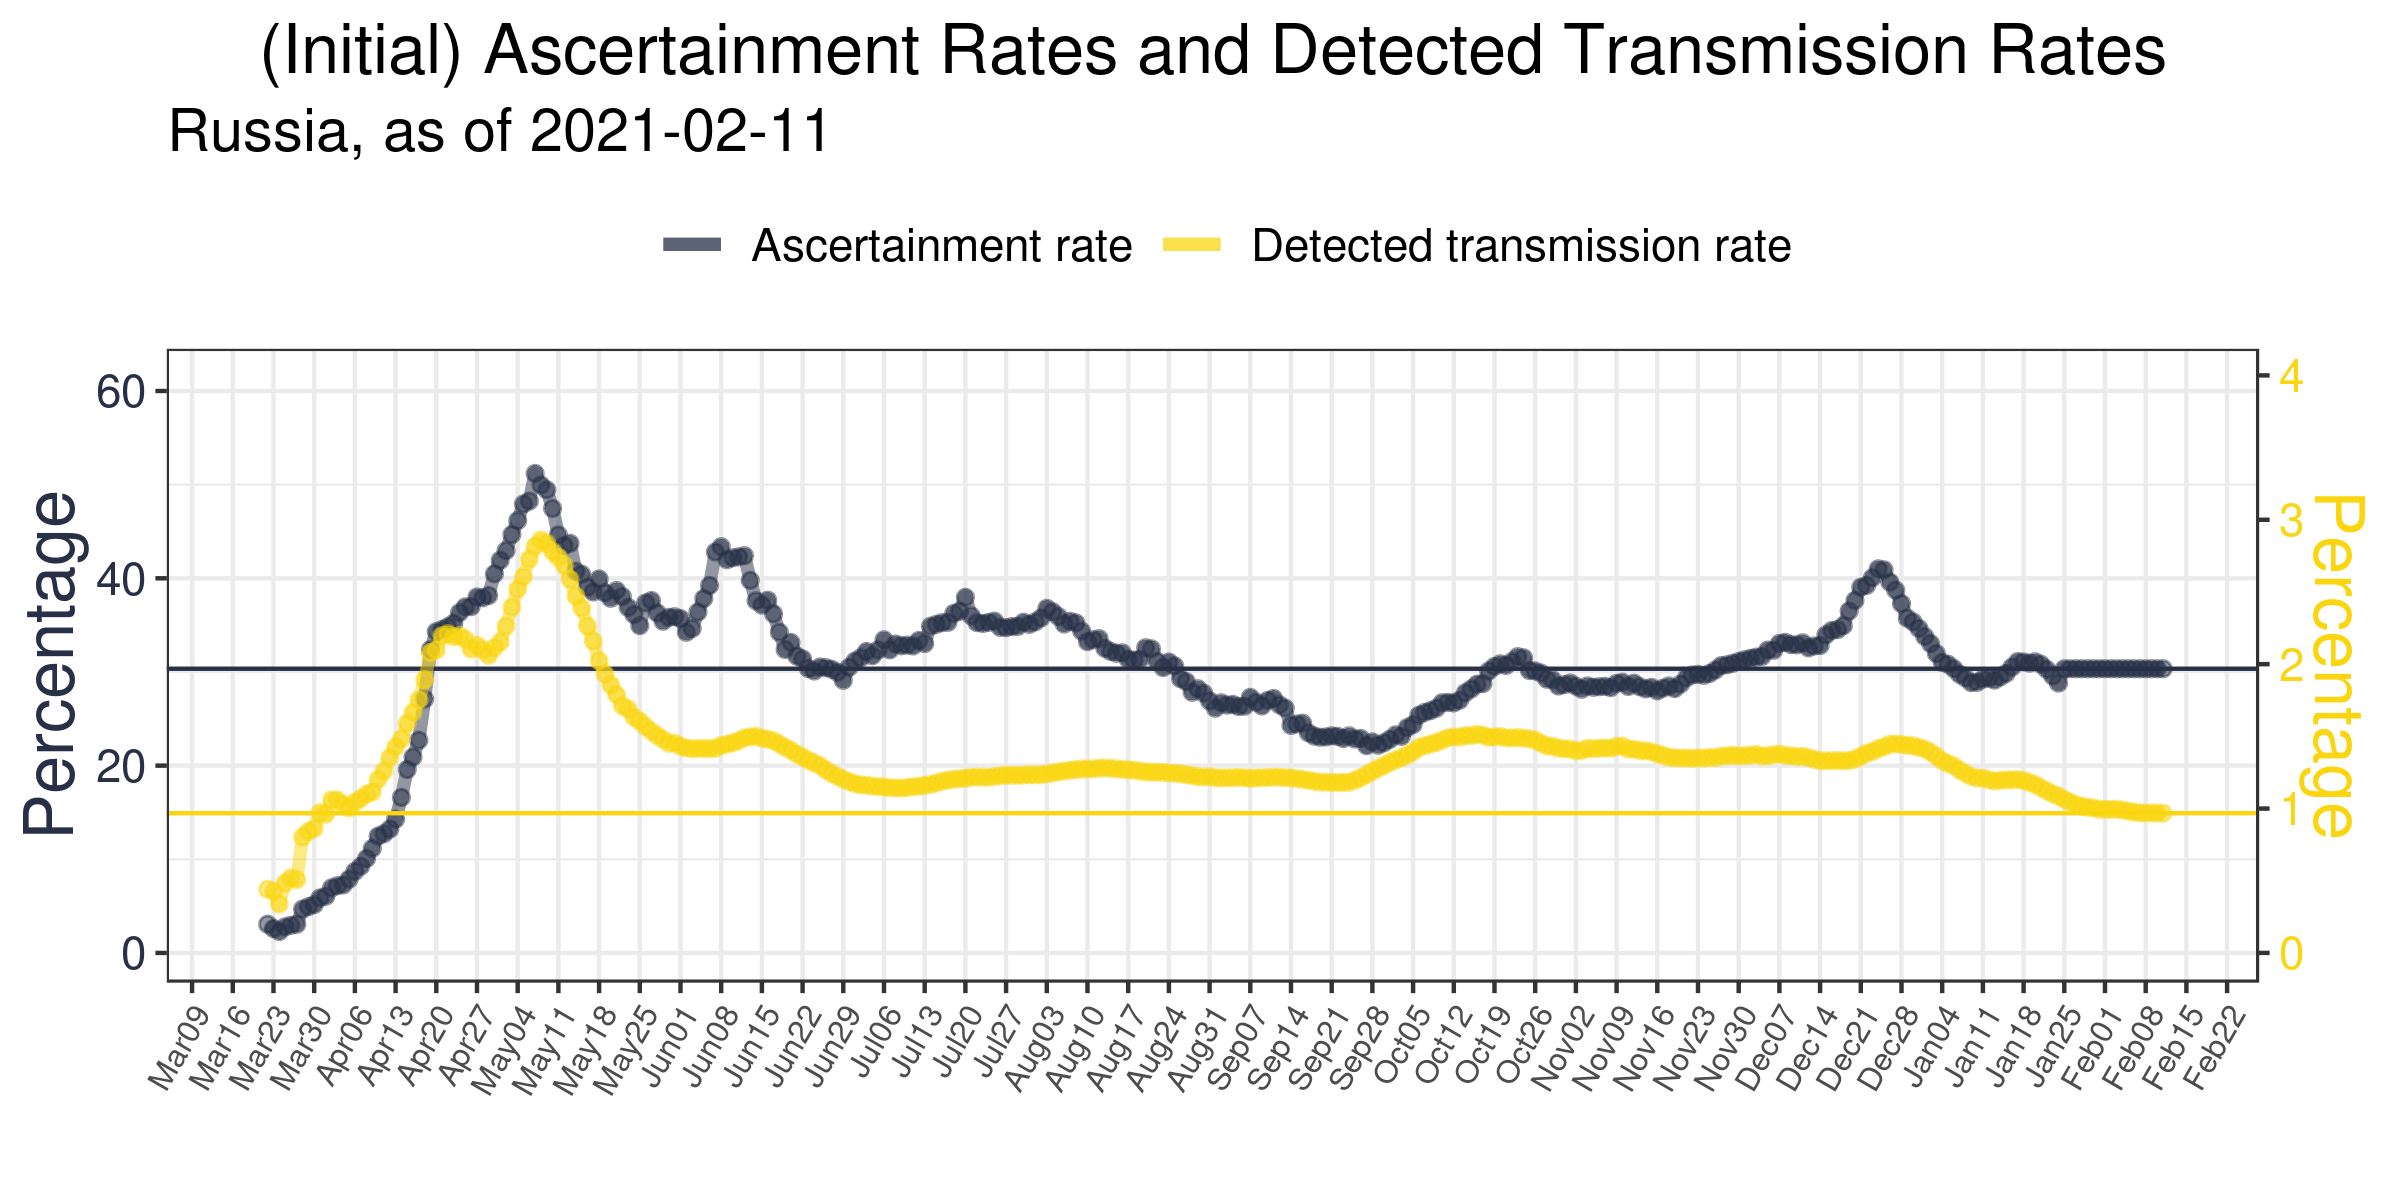 (Initial) Ascertainment Rates and Detected Transmission Rates
Russia, as of 2021-02-11
Ascertainment rate
Detected transmission rate
Percentage
60
40
20
0
4
3
2
1
0
Percentage
Mar09
Mar16
Mar23
Mar30
Apr06
Apr13
Apr20
Apr27
May04
May11
May18
May25
Jun01
Jun08
Jun15
Jun22
Jun29
Jul06
Jul13
Jul20
Jul27
Aug03
Aug10
Aug17
Aug24
Aug31
Sep07
Sep14
Sep21
Sep28
Oct05
Oct12
Oct19
Oct26
Nov02
Nov09
Nov16
Nov23
Nov30
Dec07
Dec14
Dec21
Dec28
Jan04
Jan11
Jan18
Jan25
Feb01
Feb08
Feb15
Feb22